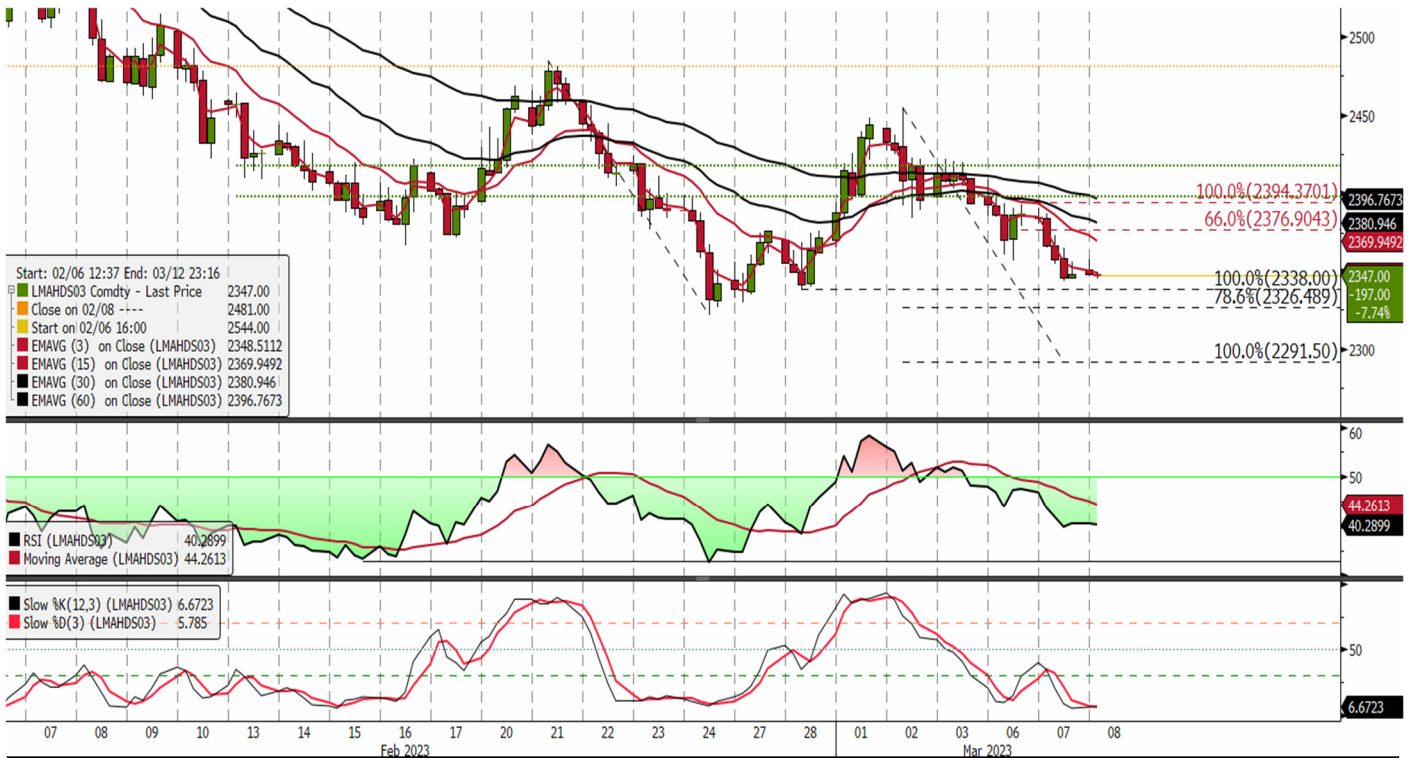 2500
2450
100.0%(2394.3701)
2396.7673
66.0%(2376.9043)
2380.946
2369.9492
Start: 02/06 12:37 End: 03/12 23:16
LMAHDS03 Comdty - Last Price 2347.00
Close on 02/08 ---- 2481.00
Start on 02/06 16:00 2544.00
EMAVG (3) on Close (LMAHDS03) 2348.5112
EMAVG (15) on Close (LMAHDS03) 2369.9492
EMAVG (30) on Close (LMAHDS03) 2380.946
EMAVG (60) on Close (LMAHDS03) 2396.7673
100.0%(2338.00)
2347.00
-197.00
-7.74%
78.6%(2326.489)
100.0%(2291.50)
2300
60
50
44.2613
40.2899
RSI (LMAHDS03) 40.2899
Moving Average (LMAHDS03) 44.2613
Slow %K(12,3) (LMAHDS03) 6.6723
Slow %D(3) (LMAHDS03) 5.785
50
6.6723
07 08 09 10 13 14 15 16 17 20 21 22 23 24 27 28 01 02 03 06 07 08
Feb 2023 Mar 2023